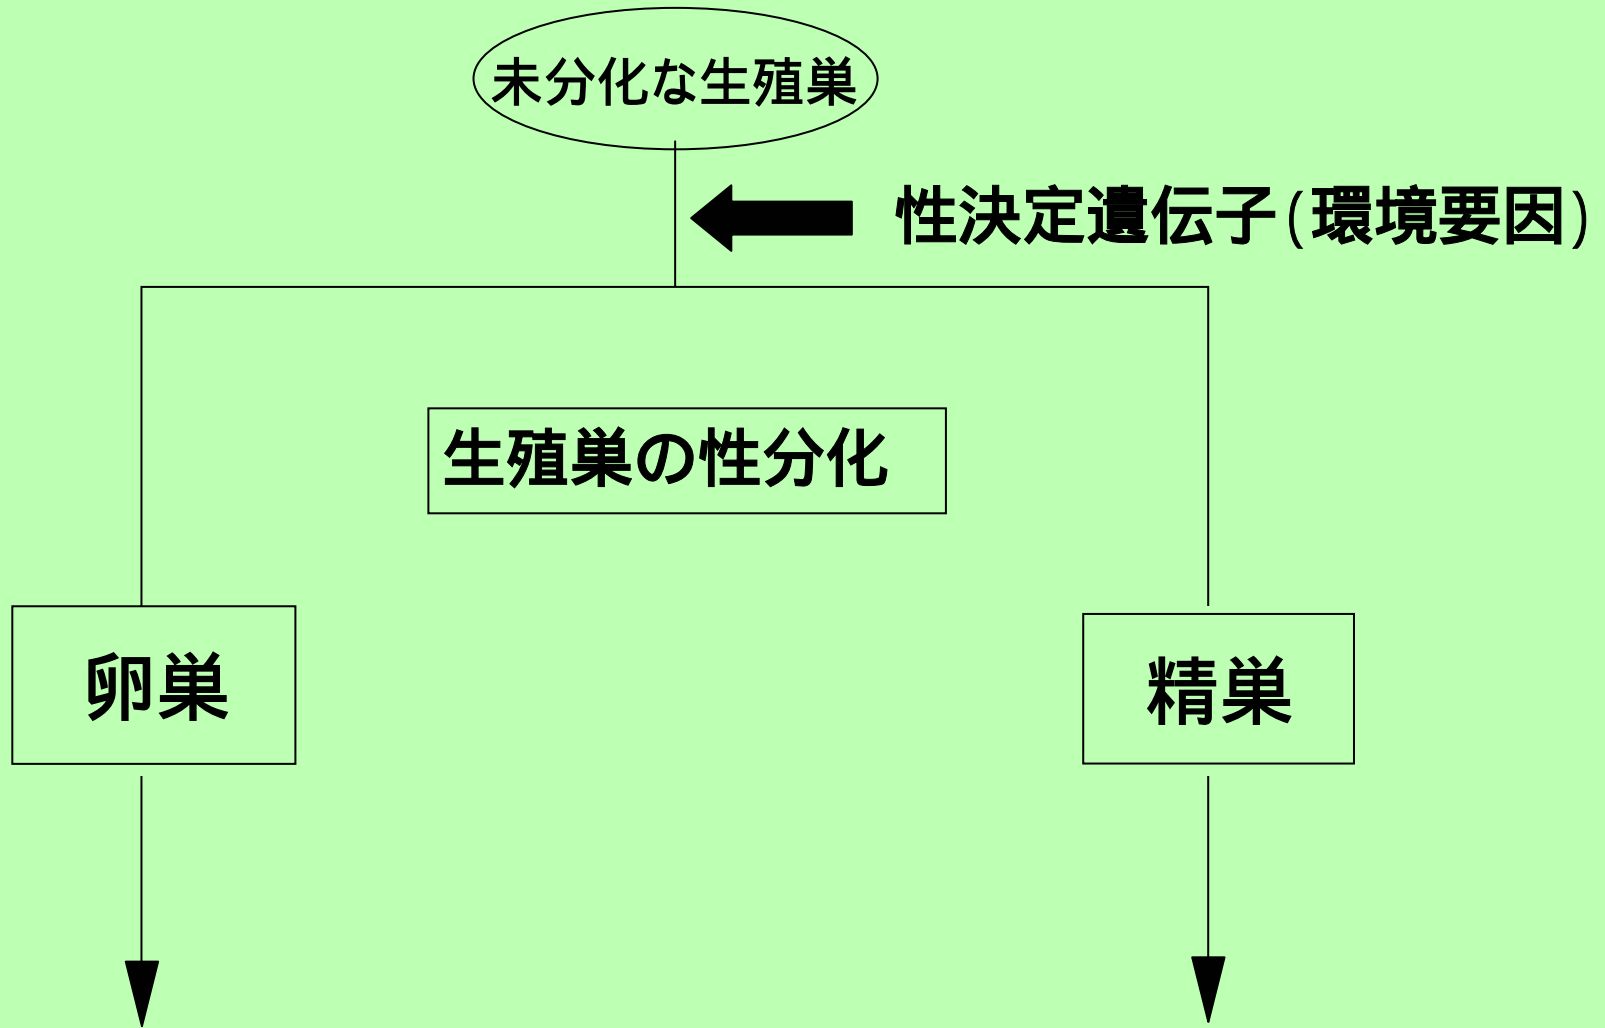 未分化な生殖巣
性決定遺伝子(環境要因)
生殖巣の性分化
卵巣
精巣